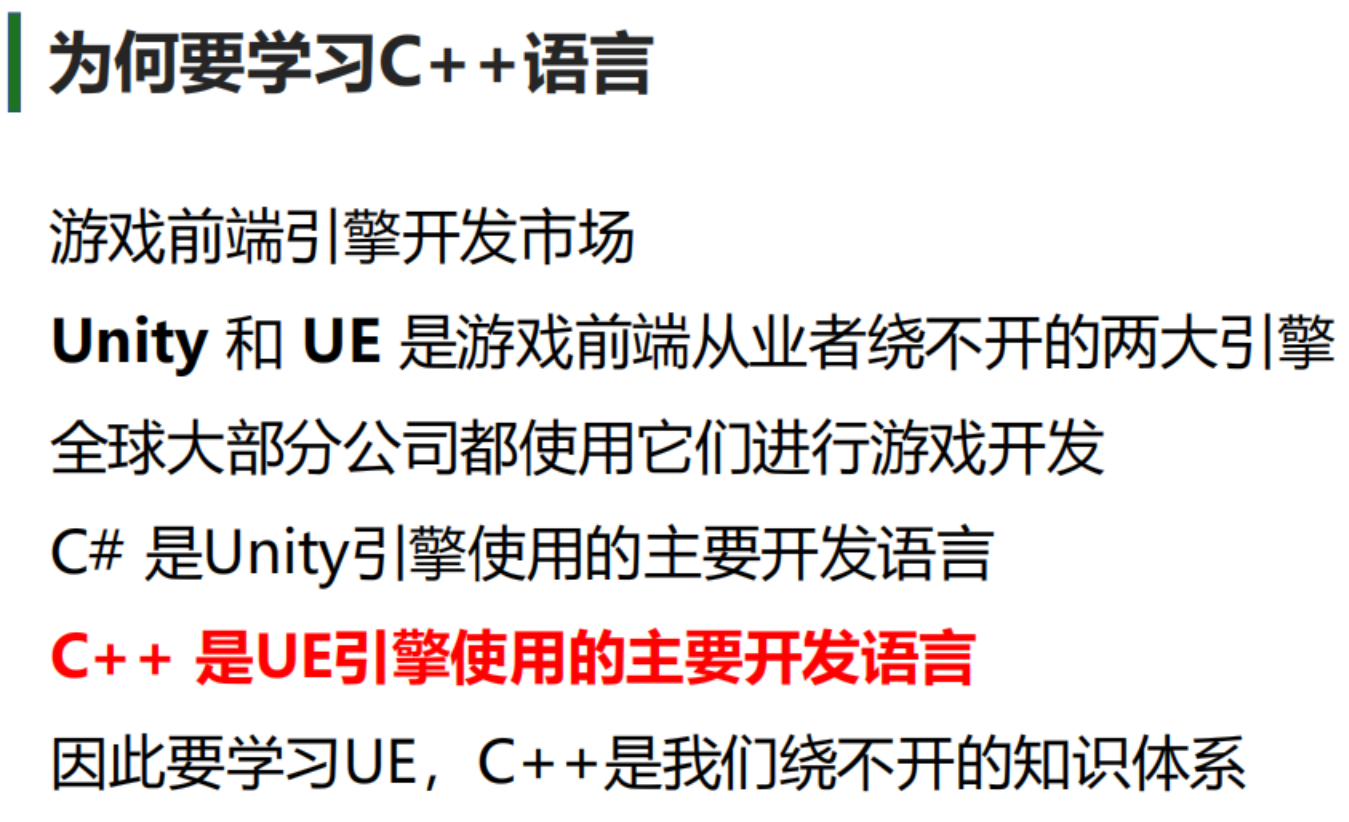 为何要学习C++语言
游戏前端引擎开发市场
Unity 和 UE 是游戏前端从业者绕不开的两大引擎
全球大部分公司都使用它们进行游戏开发
C# 是Unity引擎使用的主要开发语言
C++ 是UE引擎使用的主要开发语言
因此要学习UE，C++是我们绕不开的知识体系